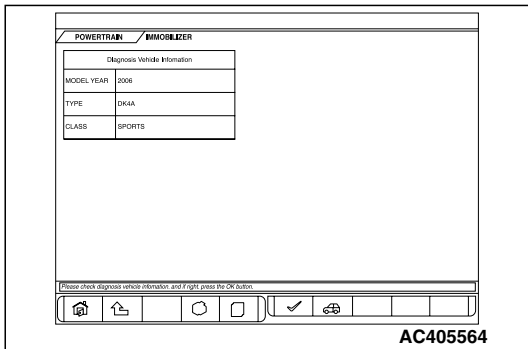 POWERTRAIN IMMOBILIZER
Diagnosis Vehicle Infomation
MODEL YEAR 2006
TYPE DK4A
CLASS SPORTS
Please check diagnosis vehicle infomation, and if right, press the OK button.
AC405564